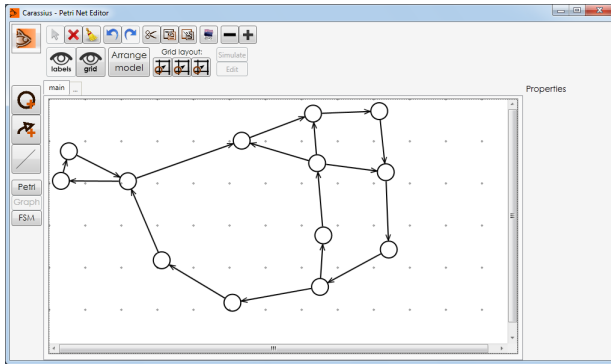 Carassius - Petri Net Editor
labels
grid
Arrange
model
Grid layout:
Simulate
Edit
main
...
Properties
Petri
Graph
FSM